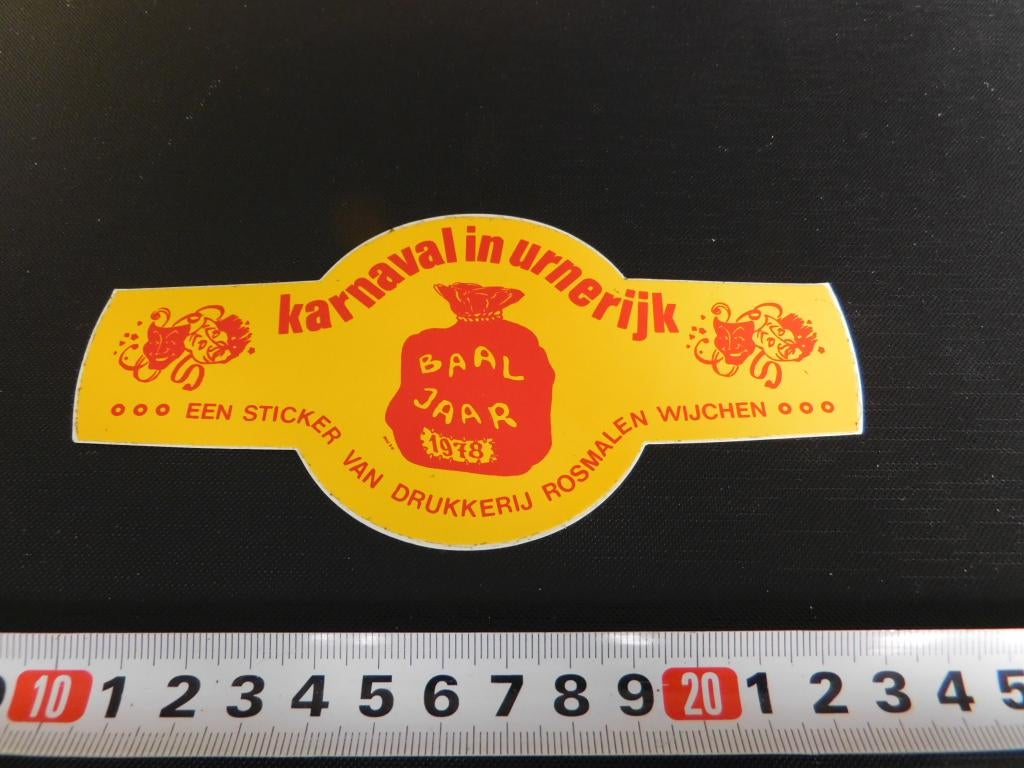 karnaval in urnerijk
BAAL
JAAR
1978
EEN STICKER VAN DRUKKERIJ ROSMALEN WIJCHEN
10 1 2 3 4 5 6 7 8 9 20 1 2 3 4 5